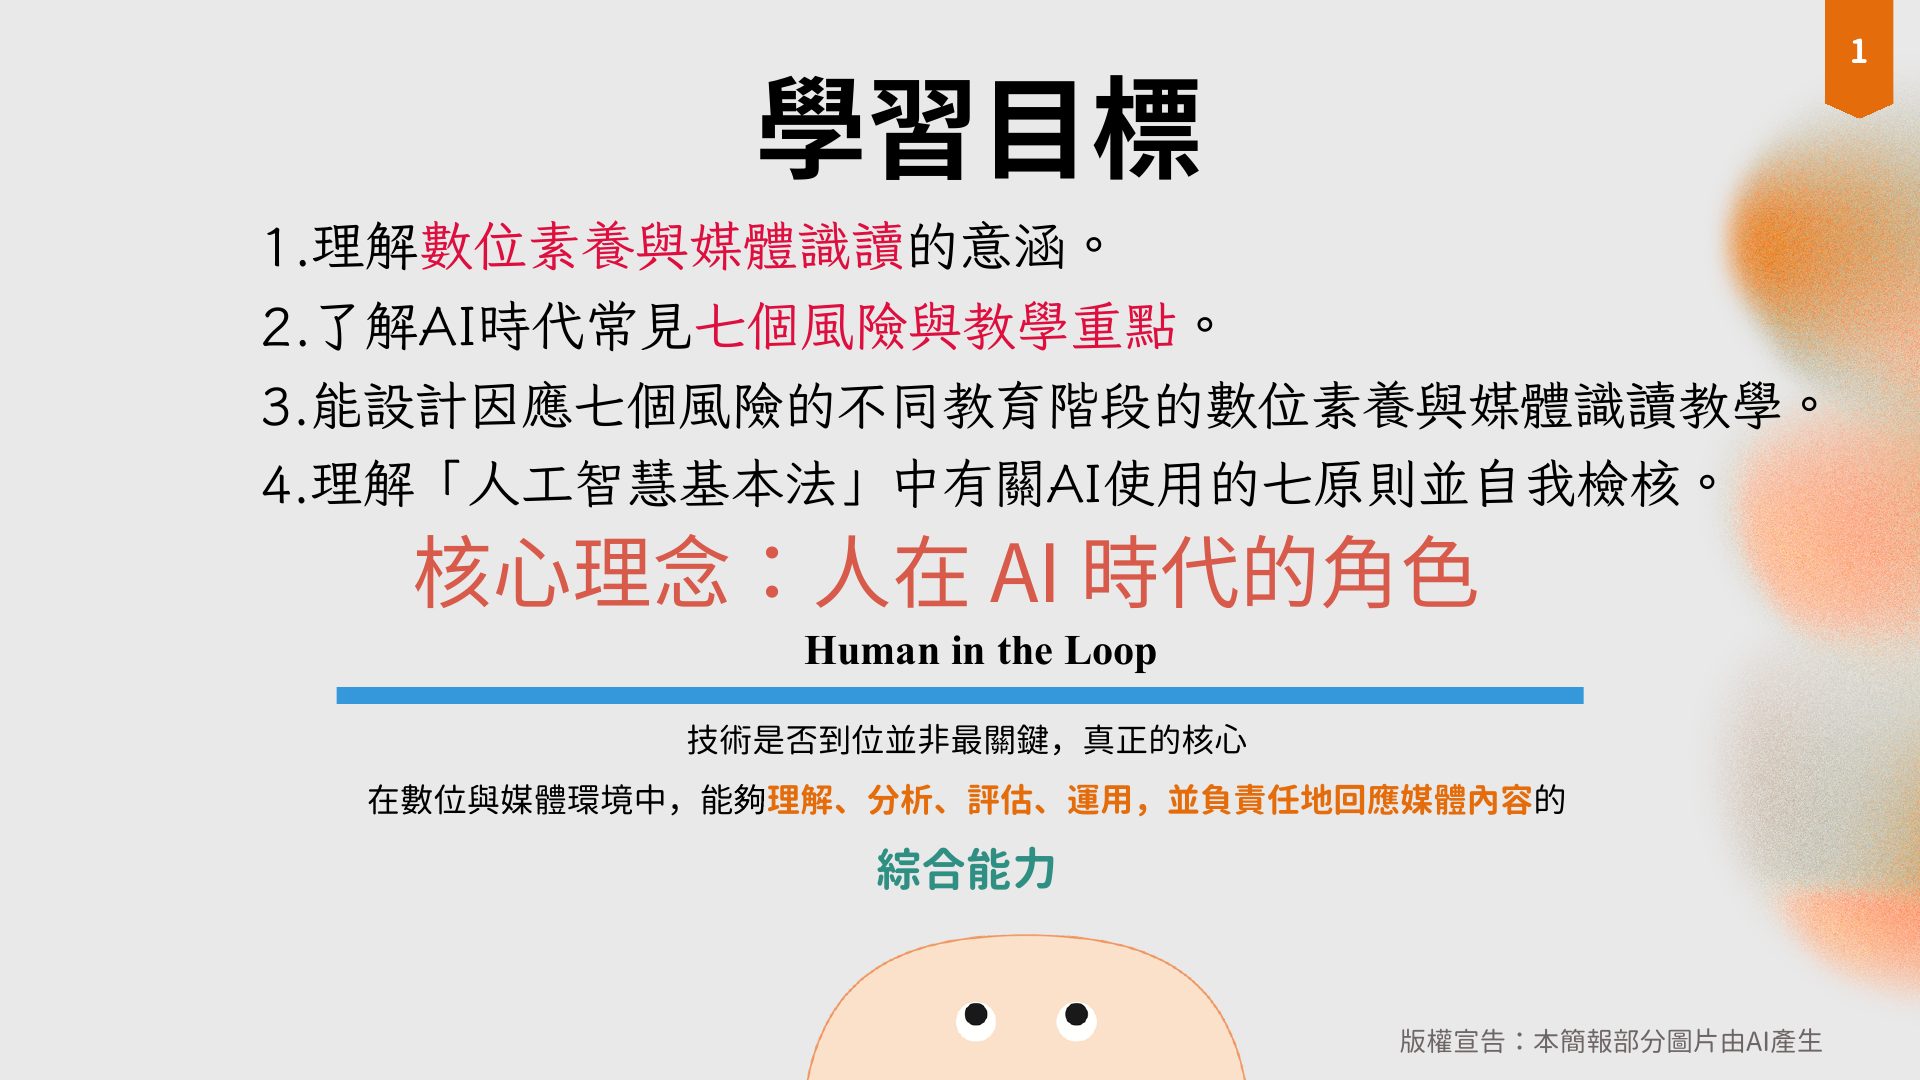 1
學習目標
1.理解數位素養與媒體識讀的意涵。
2.了解AI時代常見七個風險與教學重點。
3.能設計因應七個風險的不同教育階段的數位素養與媒體識讀教學。
4.理解「人工智慧基本法」中有關AI使用的七原則並自我檢核。
核心理念：人在 AI 時代的角色
Human in the Loop
技術是否到位並非最關鍵，真正的核心
在數位與媒體環境中，能夠理解、分析、評估、運用，並負責任地回應媒體內容的
綜合能力
版權宣告：本簡報部分圖片由AI產生